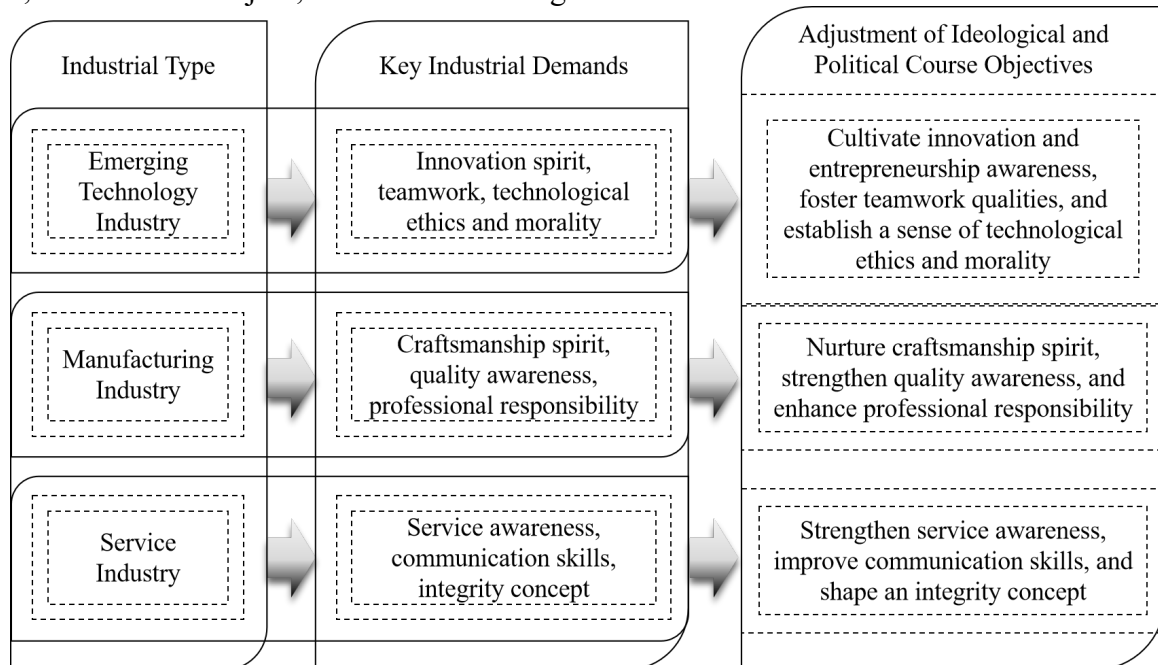 Industrial Type
Key Industrial Demands
Adjustment of Ideological and
Political Course Objectives
Emerging
Technology
Industry
Innovation spirit,
teamwork, technological
ethics and morality
Cultivate innovation and
entrepreneurship awareness,
foster teamwork qualities, and
establish a sense of technological
ethics and morality
Manufacturing
Industry
Craftsmanship spirit,
quality awareness,
professional responsibility
Nurture craftsmanship spirit,
strengthen quality awareness, and
enhance professional responsibility
Service
Industry
Service awareness,
communication skills,
integrity concept
Strengthen service awareness,
improve communication skills, and
shape an integrity concept